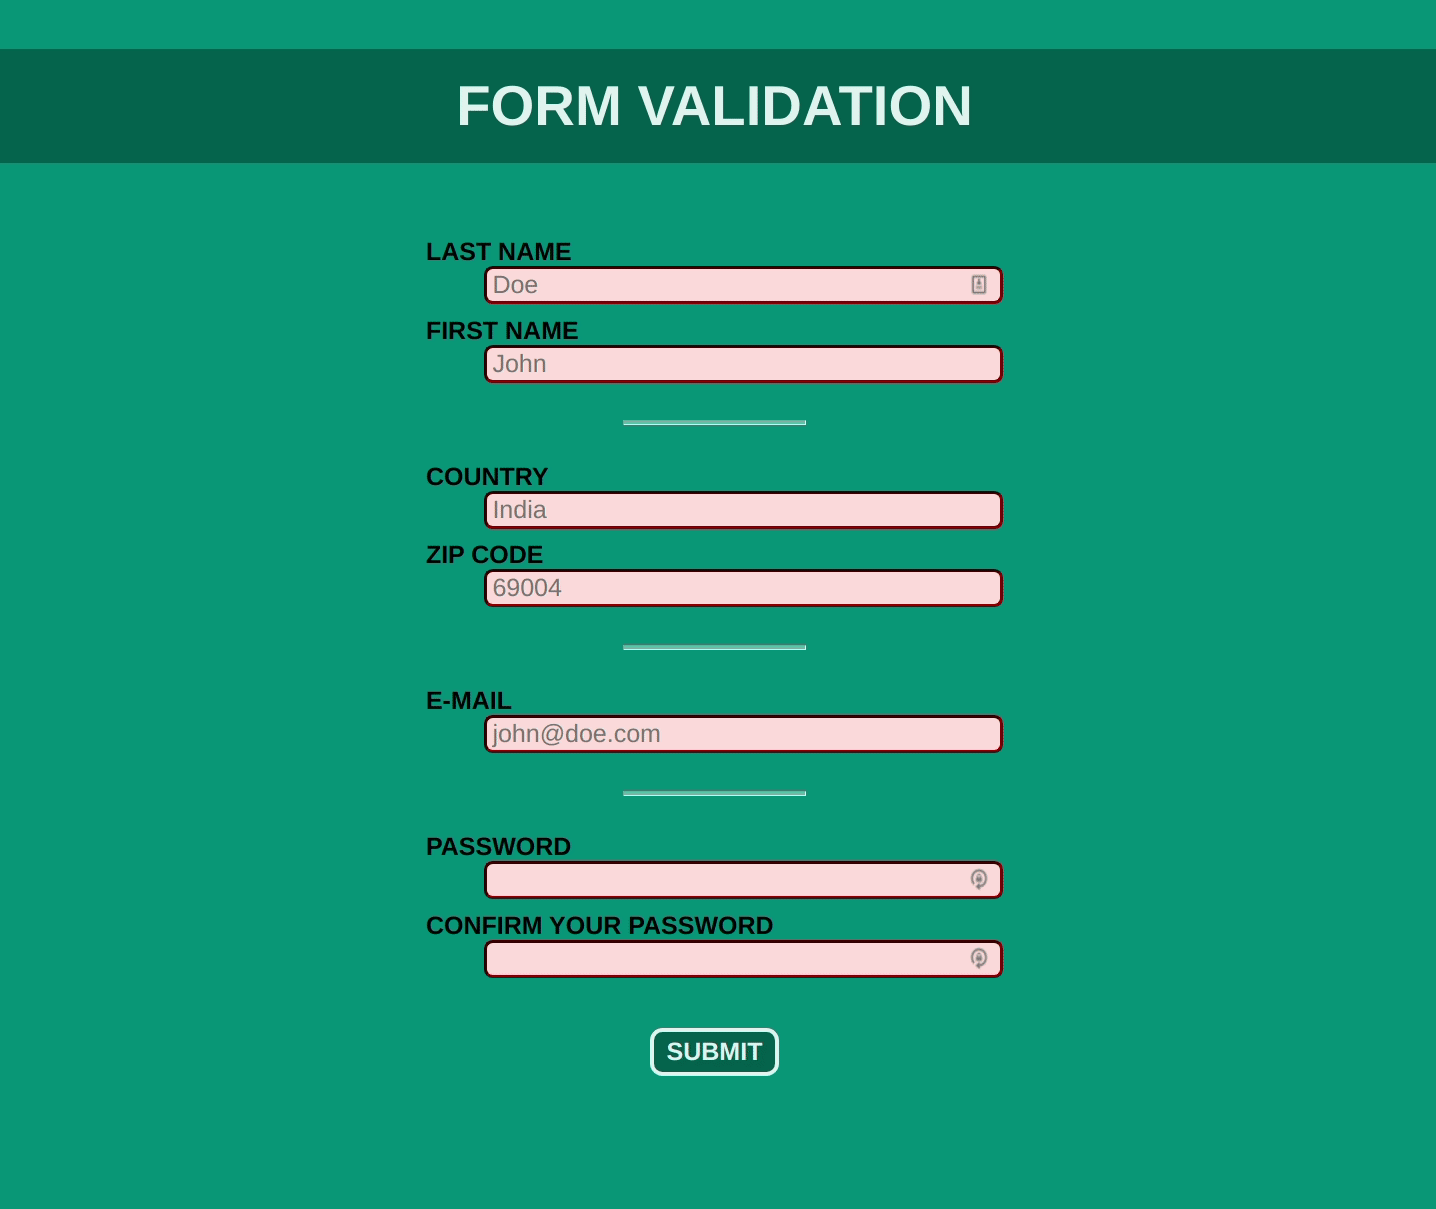 FORM VALIDATION
LAST NAME
Doe
FIRST NAME
John
COUNTRY
India
ZIP CODE
69004
E-MAIL
john@doe.com
PASSWORD
CONFIRM YOUR PASSWORD
SUBMIT